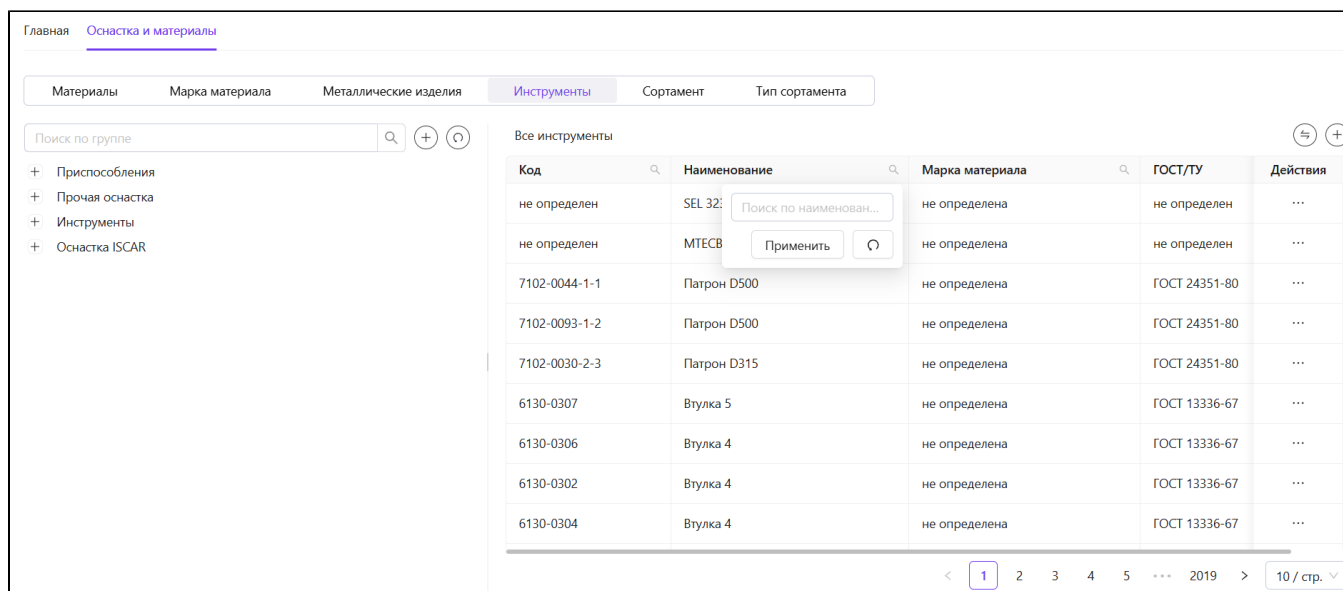 Главная Оснастка и материалы
Материалы Марка материала Металлические изделия Инструменты Сортамент Тип сортамента
Поиск по группе
Приспособления
Прочая оснастка
Инструменты
Оснастка ISCAR
Все инструменты
Код Наименование Марка материала ГОСТ/ТУ Действия
не определен SEL 323 не определена не определен ...
Поиск по наименован...
не определен MTECB не определена не определен ...
Применить
7102-0044-1-1 Патрон D500 не определена ГОСТ 24351-80 ...
7102-0093-1-2 Патрон D500 не определена ГОСТ 24351-80 ...
7102-0030-2-3 Патрон D315 не определена ГОСТ 24351-80 ...
6130-0307 Втулка 5 не определена ГОСТ 13336-67 ...
6130-0306 Втулка 4 не определена ГОСТ 13336-67 ...
6130-0302 Втулка 4 не определена ГОСТ 13336-67 ...
6130-0304 Втулка 4 не определена ГОСТ 13336-67 ...
< 1 2 3 4 5 ... 2019 > 10 / стр.